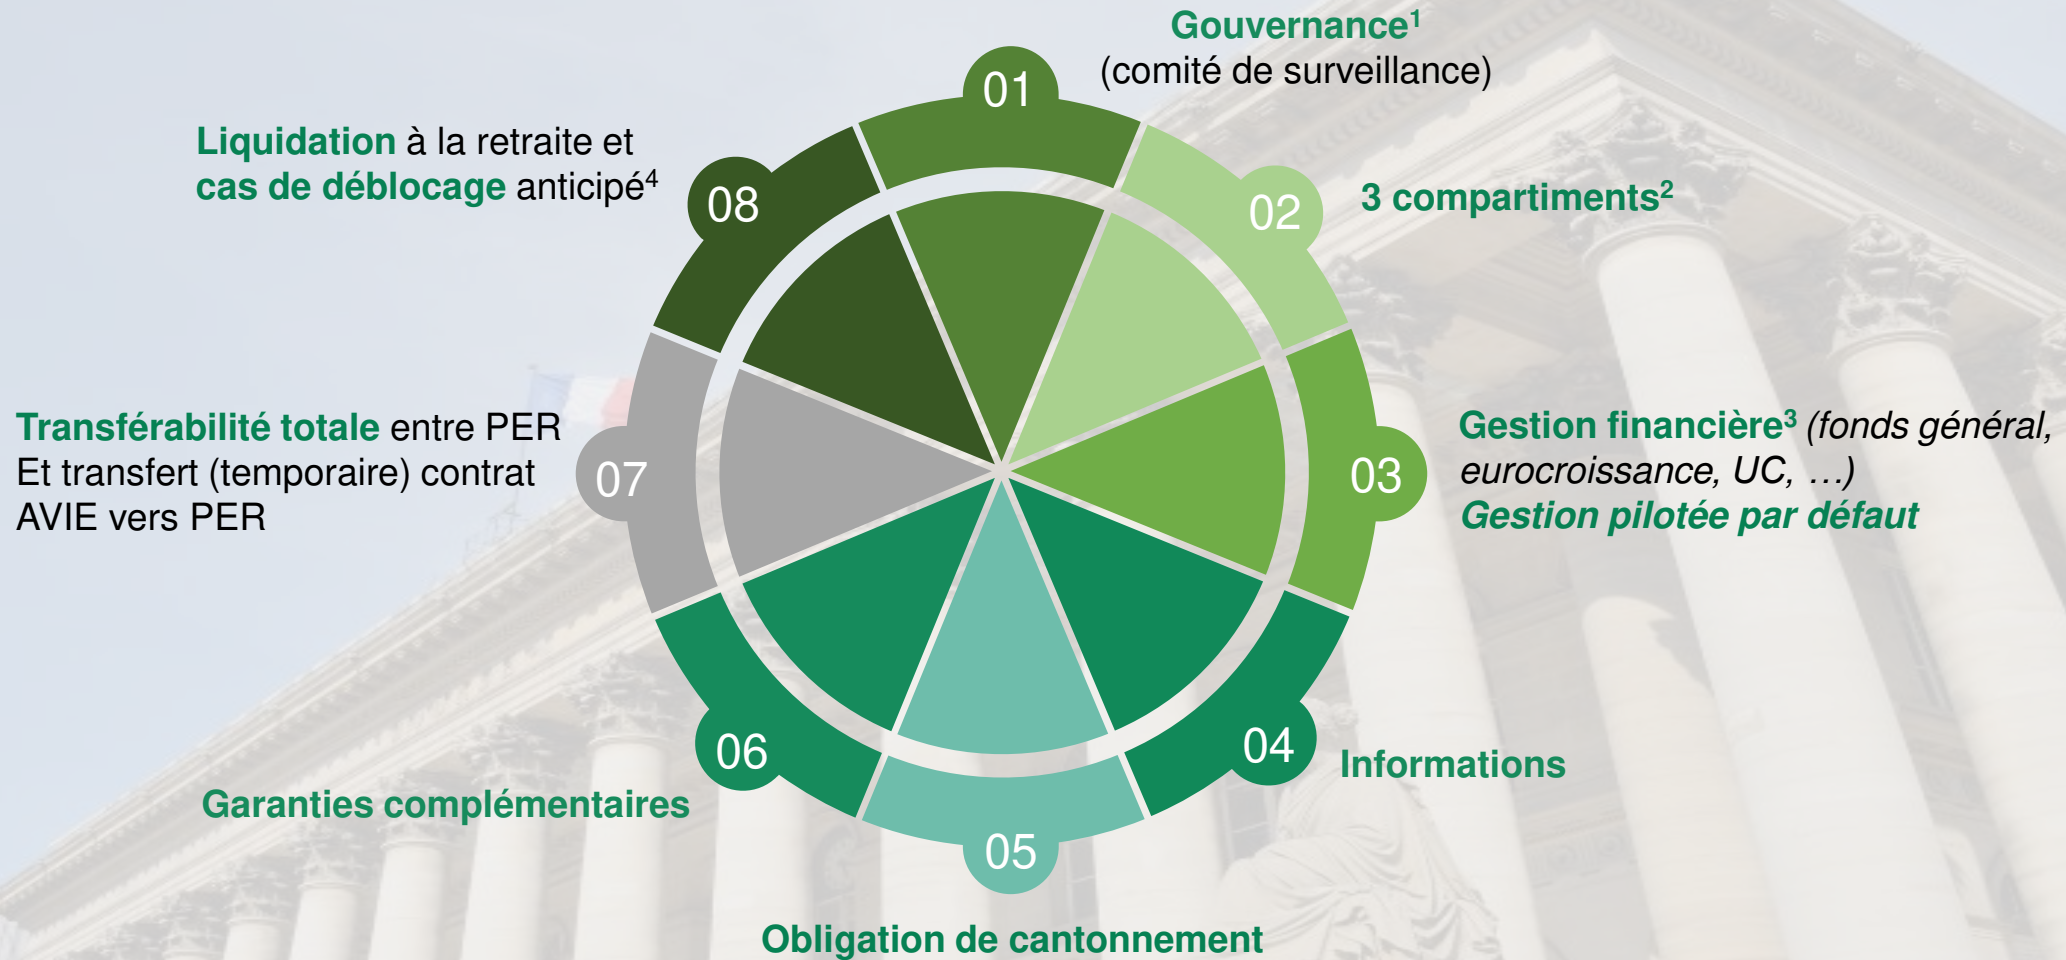 01
Gouvernance¹
(comité de surveillance)
02
3 compartiments²
03
Gestion financière³ (fonds général,
eurocroissance, UC, …)
Gestion pilotée par défaut
04
Informations
05
Obligation de cantonnement
06
Garanties complémentaires
07
Transférabilité totale entre PER
Et transfert (temporaire) contrat
AVIE vers PER
08
Liquidation à la retraite et
cas de déblocage anticipé⁴